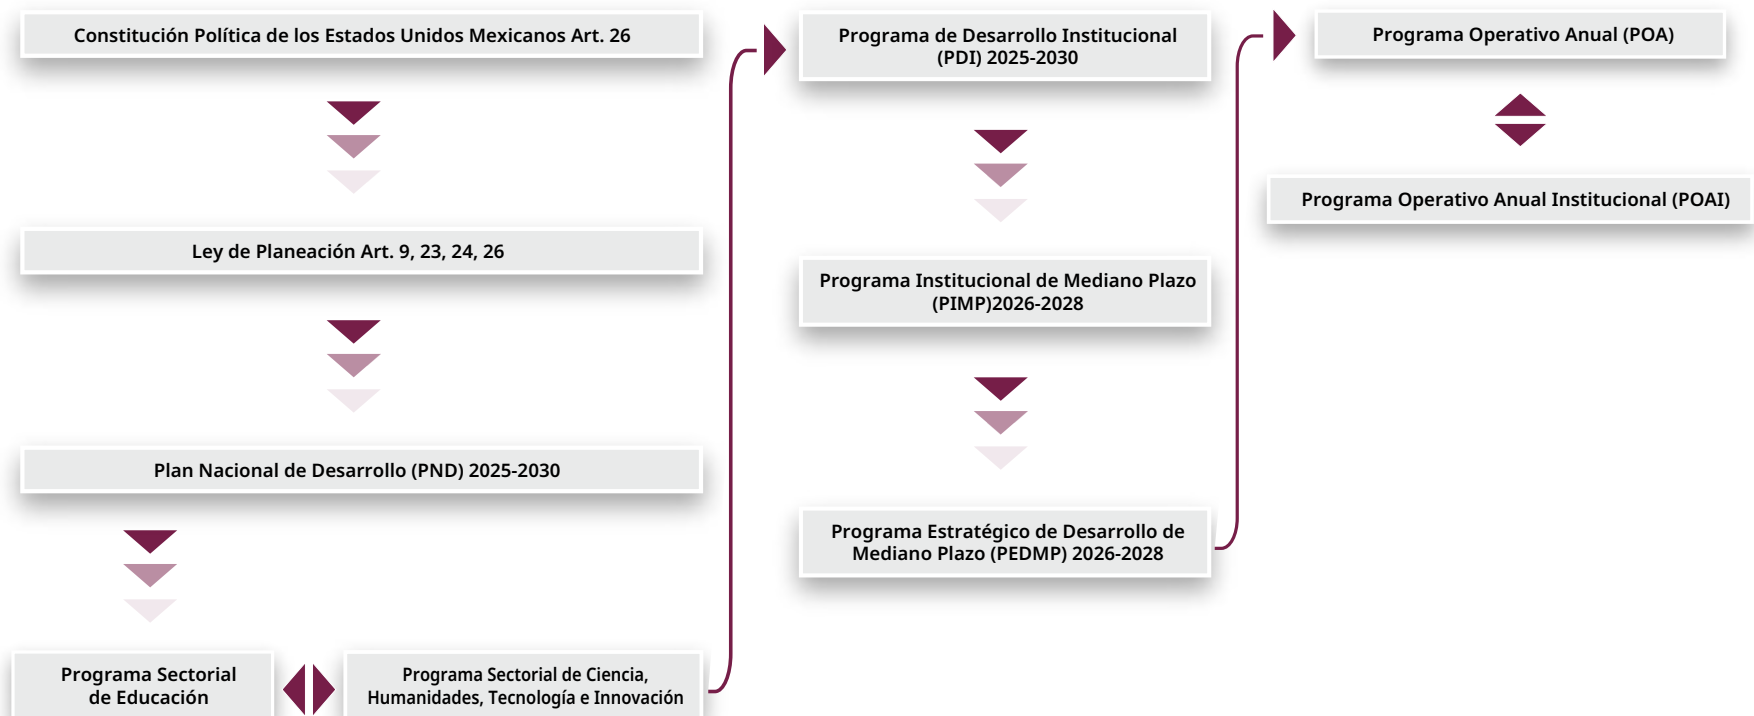 Constitución Política de los Estados Unidos Mexicanos Art. 26
Ley de Planeación Art. 9, 23, 24, 26
Plan Nacional de Desarrollo (PND) 2025-2030
Programa Sectorial
de Educación
Programa Sectorial de Ciencia,
Humanidades, Tecnología e Innovación
Programa de Desarrollo Institucional
(PDI) 2025-2030
Programa Institucional de Mediano Plazo
(PIMP)2026-2028
Programa Estratégico de Desarrollo de
Mediano Plazo (PEDMP) 2026-2028
Programa Operativo Anual (POA)
Programa Operativo Anual Institucional (POAI)